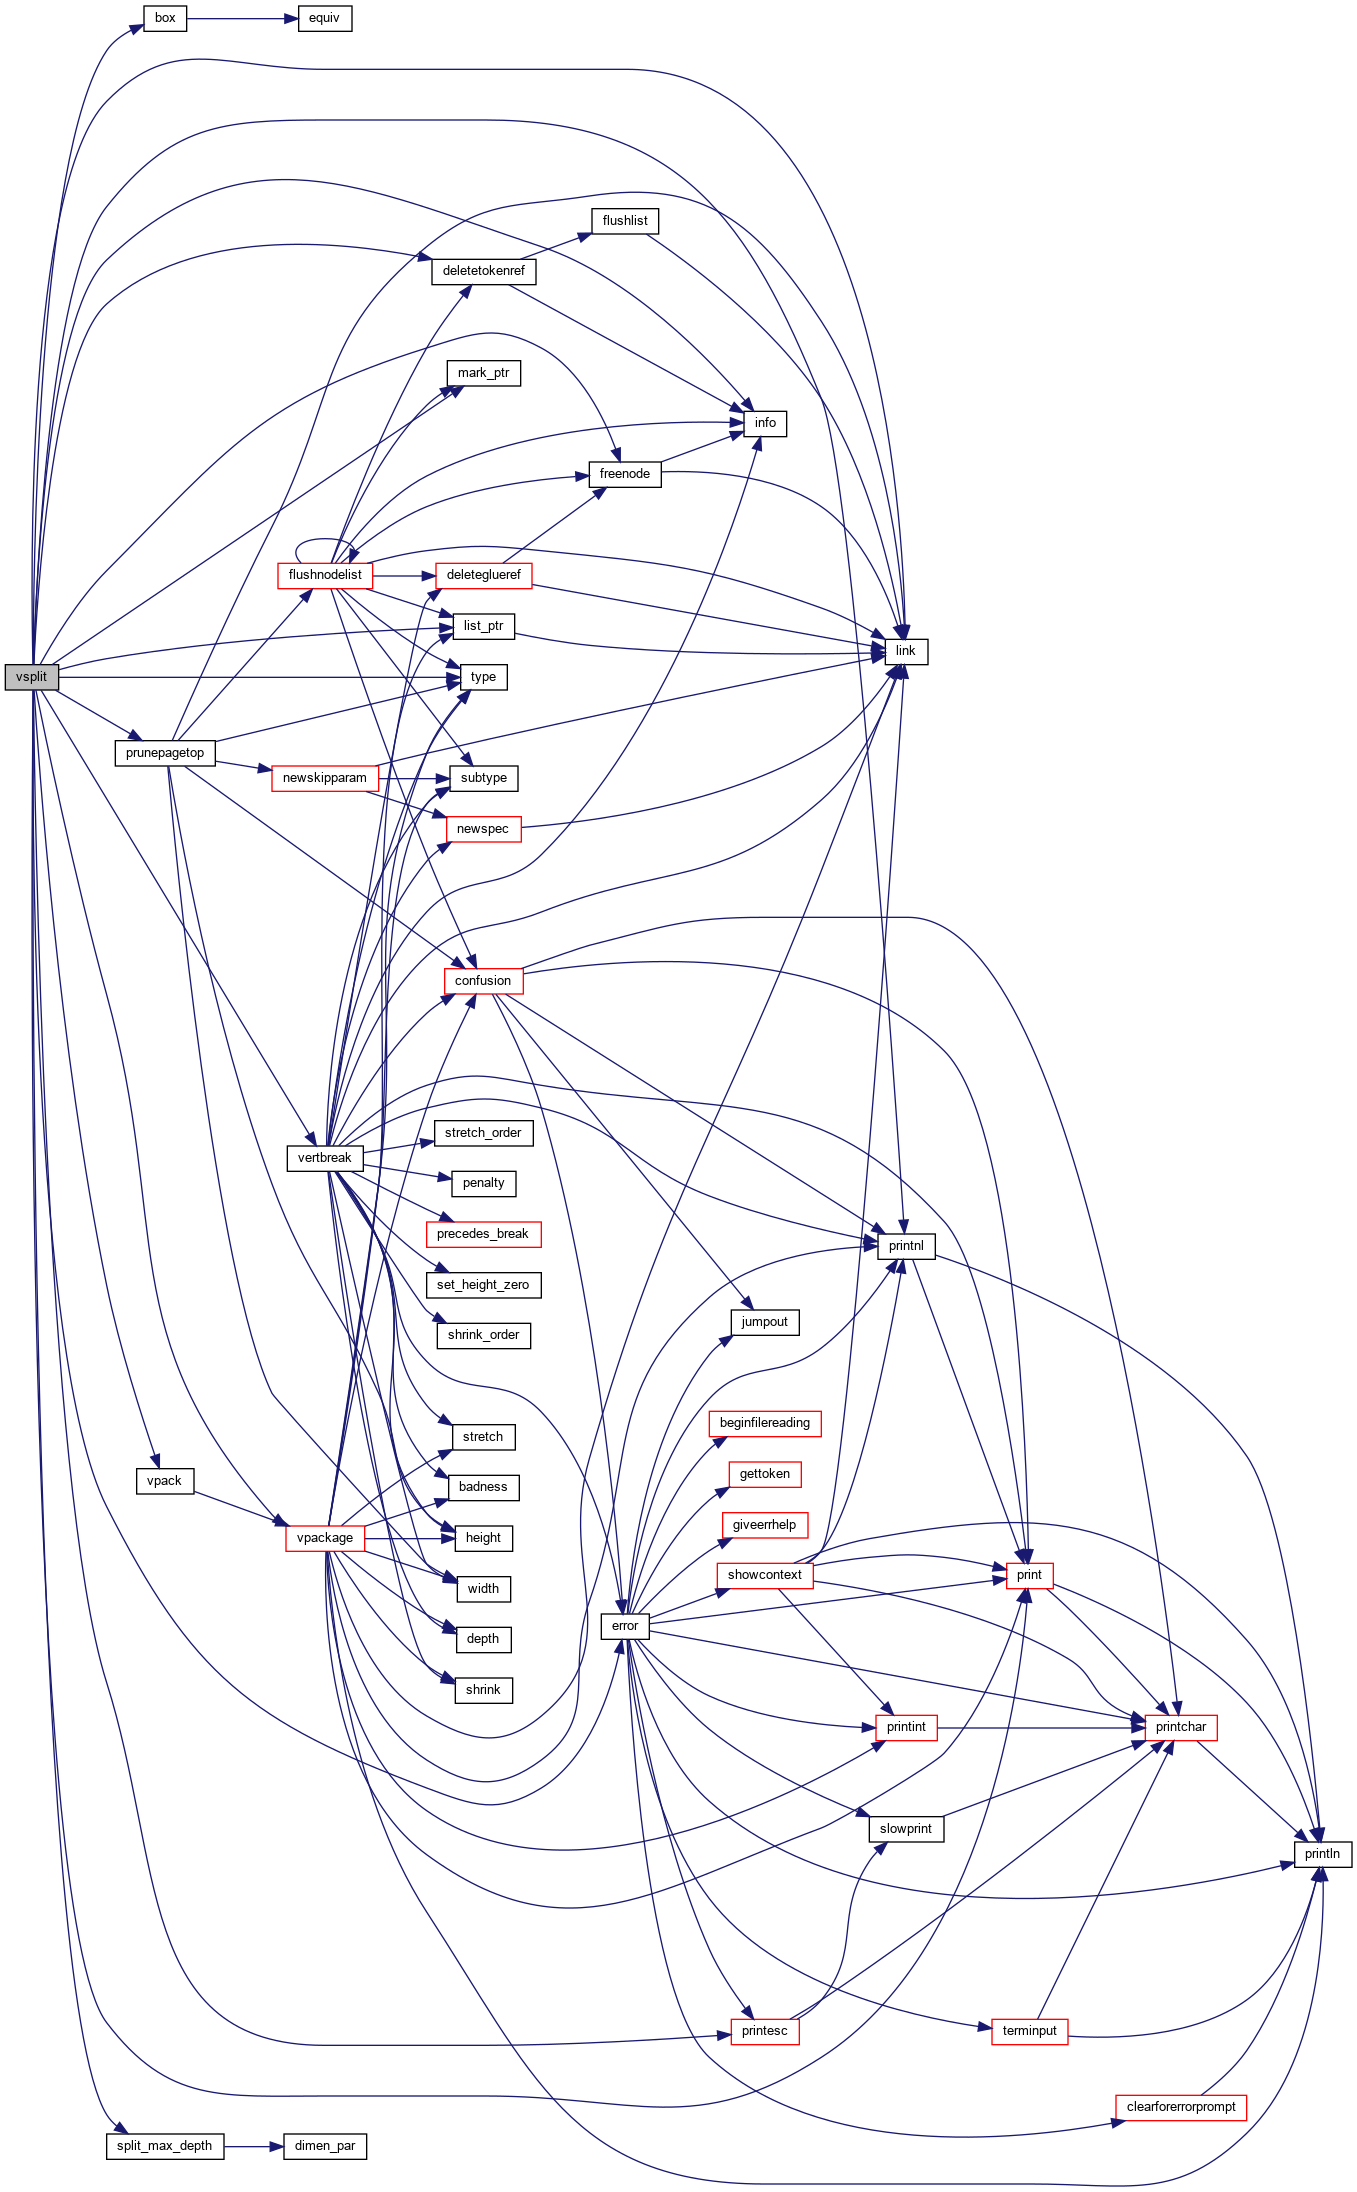 box
equiv
flushlist
deletetokenref
mark_ptr
info
freenode
flushnodelist
deleteglueref
list_ptr
link
vsplit
type
prunepagetop
newskipparam
subtype
newspec
confusion
stretch_order
vertbreak
penalty
precedes_break
printnl
set_height_zero
jumpout
shrink_order
beginfilereading
stretch
gettoken
vpack
badness
giveerrhelp
vpackage
height
showcontext
print
width
error
depth
shrink
printint
printchar
slowprint
println
printesc
terminput
clearforerrorprompt
split_max_depth
dimen_par